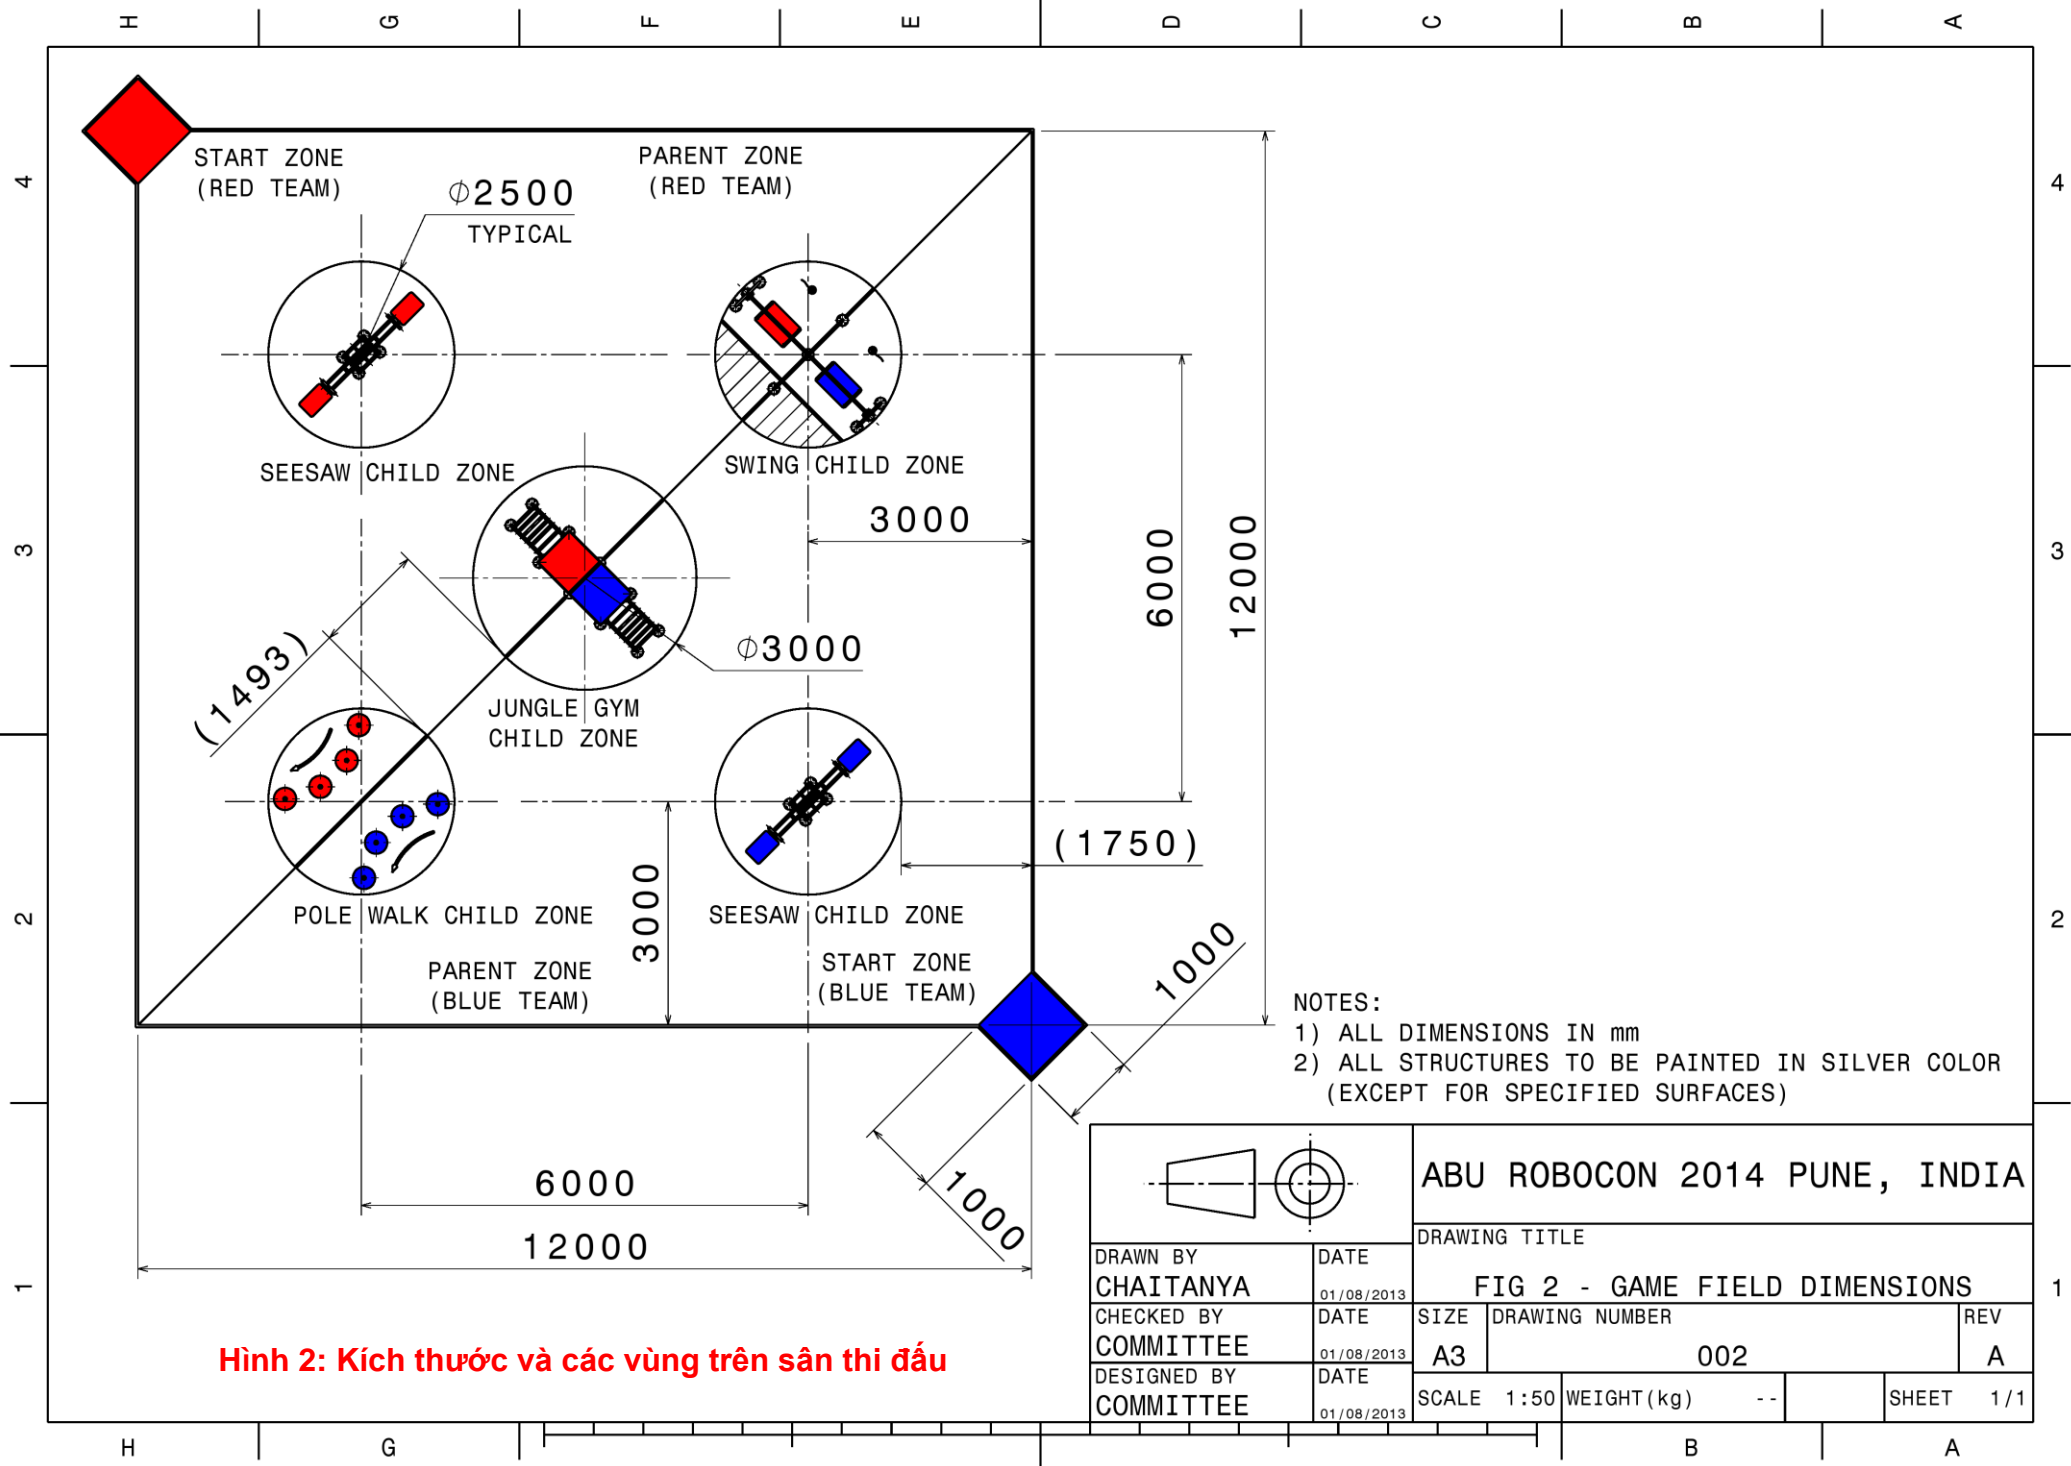 H G F E D C B A
4
4
START ZONE
(RED TEAM)
PARENT ZONE
(RED TEAM)
⌀2500
TYPICAL
SEESAW CHILD ZONE
SWING CHILD ZONE
3000
3
3
6000
12000
(1493)
⌀3000
JUNGLE GYM
CHILD ZONE
(1750)
POLE WALK CHILD ZONE
3000
SEESAW CHILD ZONE
2
2
PARENT ZONE
(BLUE TEAM)
START ZONE
(BLUE TEAM)
1000
NOTES:
1) ALL DIMENSIONS IN mm
2) ALL STRUCTURES TO BE PAINTED IN SILVER COLOR
(EXCEPT FOR SPECIFIED SURFACES)
6000
1000
12000
ABU ROBOCON 2014 PUNE, INDIA
DRAWING TITLE
FIG 2 - GAME FIELD DIMENSIONS
DRAWN BY
CHAITANYA
DATE
01/08/2013
CHECKED BY
COMMITTEE
DATE
01/08/2013
DESIGNED BY
COMMITTEE
DATE
01/08/2013
SIZE
A3
DRAWING NUMBER
002
REV
A
SCALE 1:50
WEIGHT(kg) --
SHEET 1/1
1
1
Hình 2: Kích thước và các vùng trên sân thi đấu
H G B A